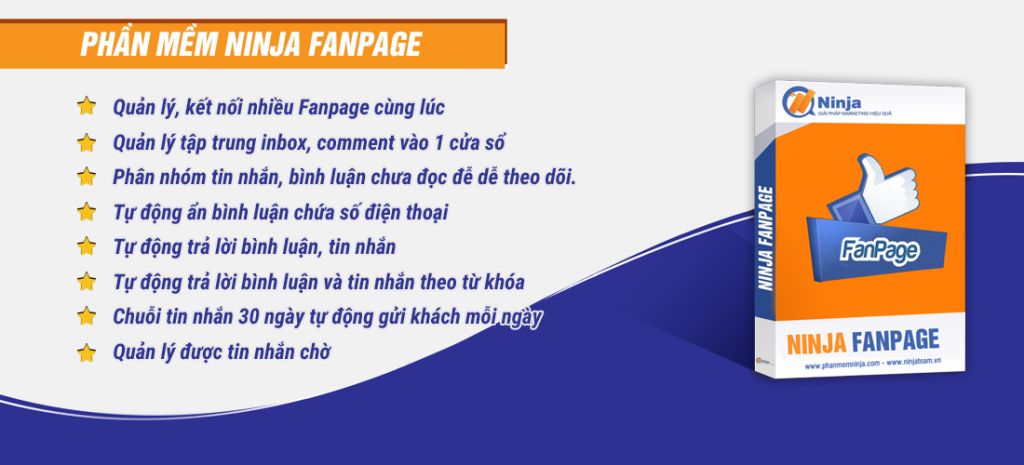 PHẦN MỀM NINJA FANPAGE
Quản lý, kết nối nhiều Fanpage cùng lúc
Quản lý tập trung inbox, comment vào 1 cửa sổ
Phân nhóm tin nhắn, bình luận chưa đọc đễ dễ theo dõi.
Tự động ẩn bình luận chứa số điện thoại
Tự động trả lời bình luận, tin nhắn
Tự động trả lời bình luận và tin nhắn theo từ khóa
Chuỗi tin nhắn 30 ngày tự động gửi khách mỗi ngày
Quản lý được tin nhắn chờ
Ninja
GIẢI PHÁP MARKETING HIỆU QUẢ
NINJA FANPAGE
FanPage
NINJA FANPAGE
www.phanmemninja.com - www.ninjateam.vn